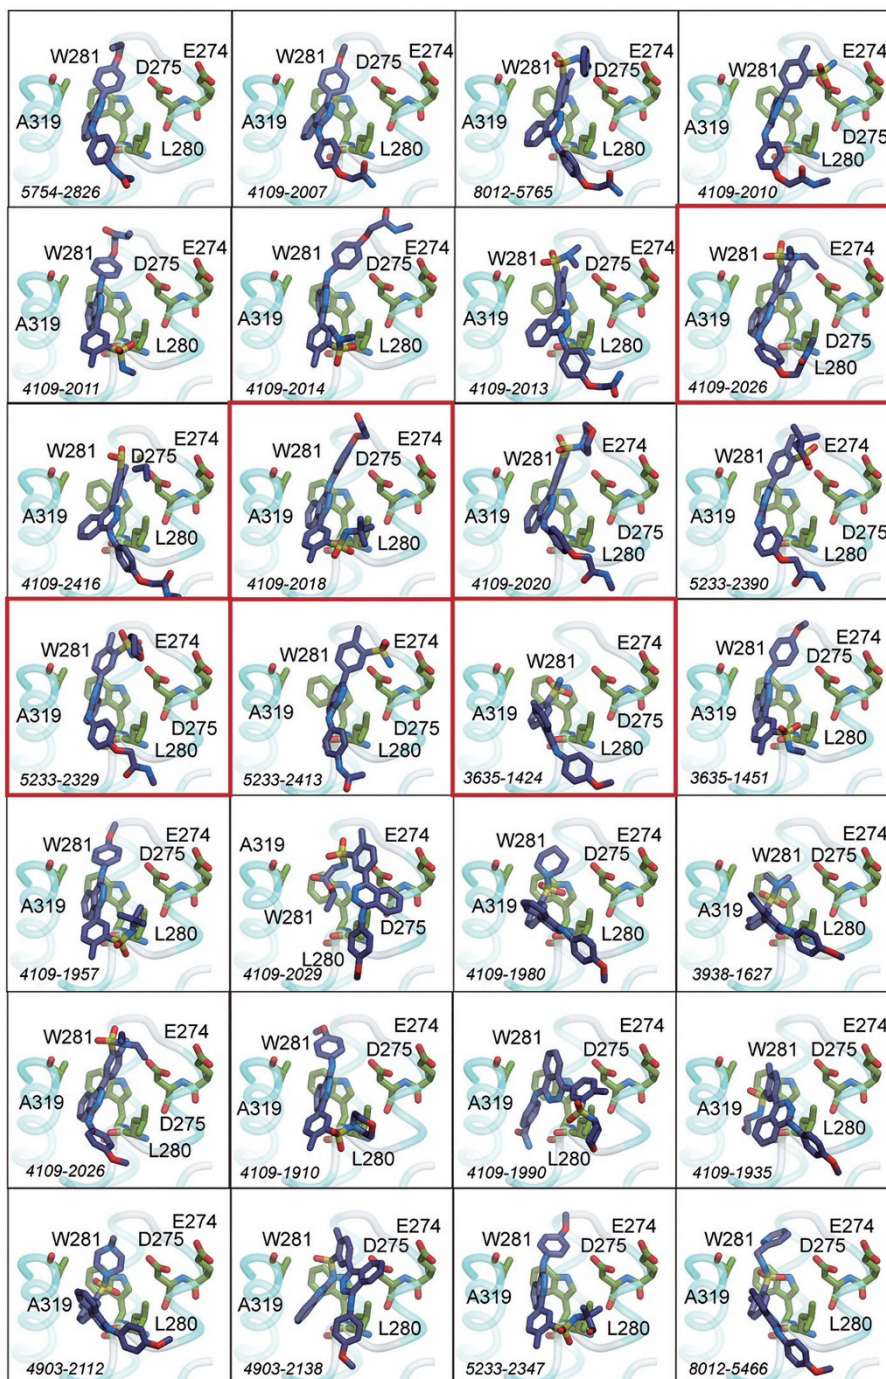 W281 D275 E274
A319
L280
5754-2826
W281 D275 E274
A319
L280
4109-2007
W281 D275 E274
A319
L280
8012-5765
W281 E274
A319
D275
L280
4109-2010
W281 E274
D275
A319
L280
4109-2011
W281 E274
D275
A319
L280
4109-2014
W281 E274
D275
A319
L280
4109-2013
W281 E274
A319
D275
L280
4109-2026
W281 D275 E274
A319
L280
4109-2416
W281 E274
D275
A319
L280
4109-2018
W281 E274
A319
D275
L280
4109-2020
W281 E274
A319
D275
L280
5233-2390
W281 E274
A319
D275
L280
5233-2329
W281 E274
A319
D275
L280
5233-2413
E274
W281
A319
D275
L280
3635-1424
W281 E274
D275
A319
L280
3635-1451
W281 E274
D275
A319
L280
4109-1957
A319 E274
W281
D275
L280
4109-2029
W281 E274
D275
A319
L280
4109-1980
E274
W281 D275
A319
L280
3938-1627
W281 E274
A319
D275
L280
4109-2026
W281 E274
D275
A319
L280
4109-1910
W281 E274
D275
A319
L280
4109-1990
E274
W281 D275
A319
L280
4109-1935
W281 E274
D275
A319
L280
4903-2112
W281 E274
D275
A319
L280
4903-2138
W281 E274
D275
A319
L280
5233-2347
W281 E274
D275
A319
L280
8012-5466